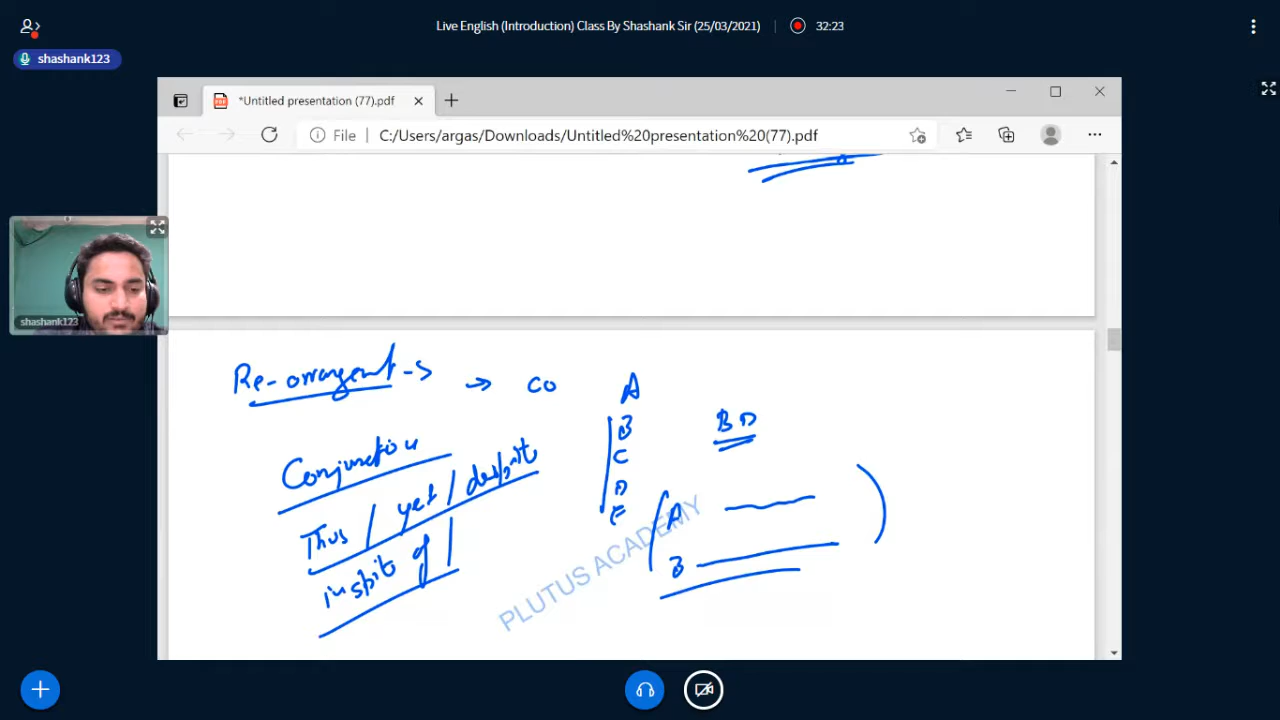 Live English (Introduction) Class By Shashank Sir (25/03/2021)
32:23
shashank123
*Untitled presentation (77).pdf
File
C:/Users/argas/Downloads/Untitled%20presentation%20(77).pdf
shashank123
Re-arrangent-s → co
A
B
C
D
E
BD
Conjunction
Thus / yet / despite
inspite of /
A
B
PLUTUS ACADEMY